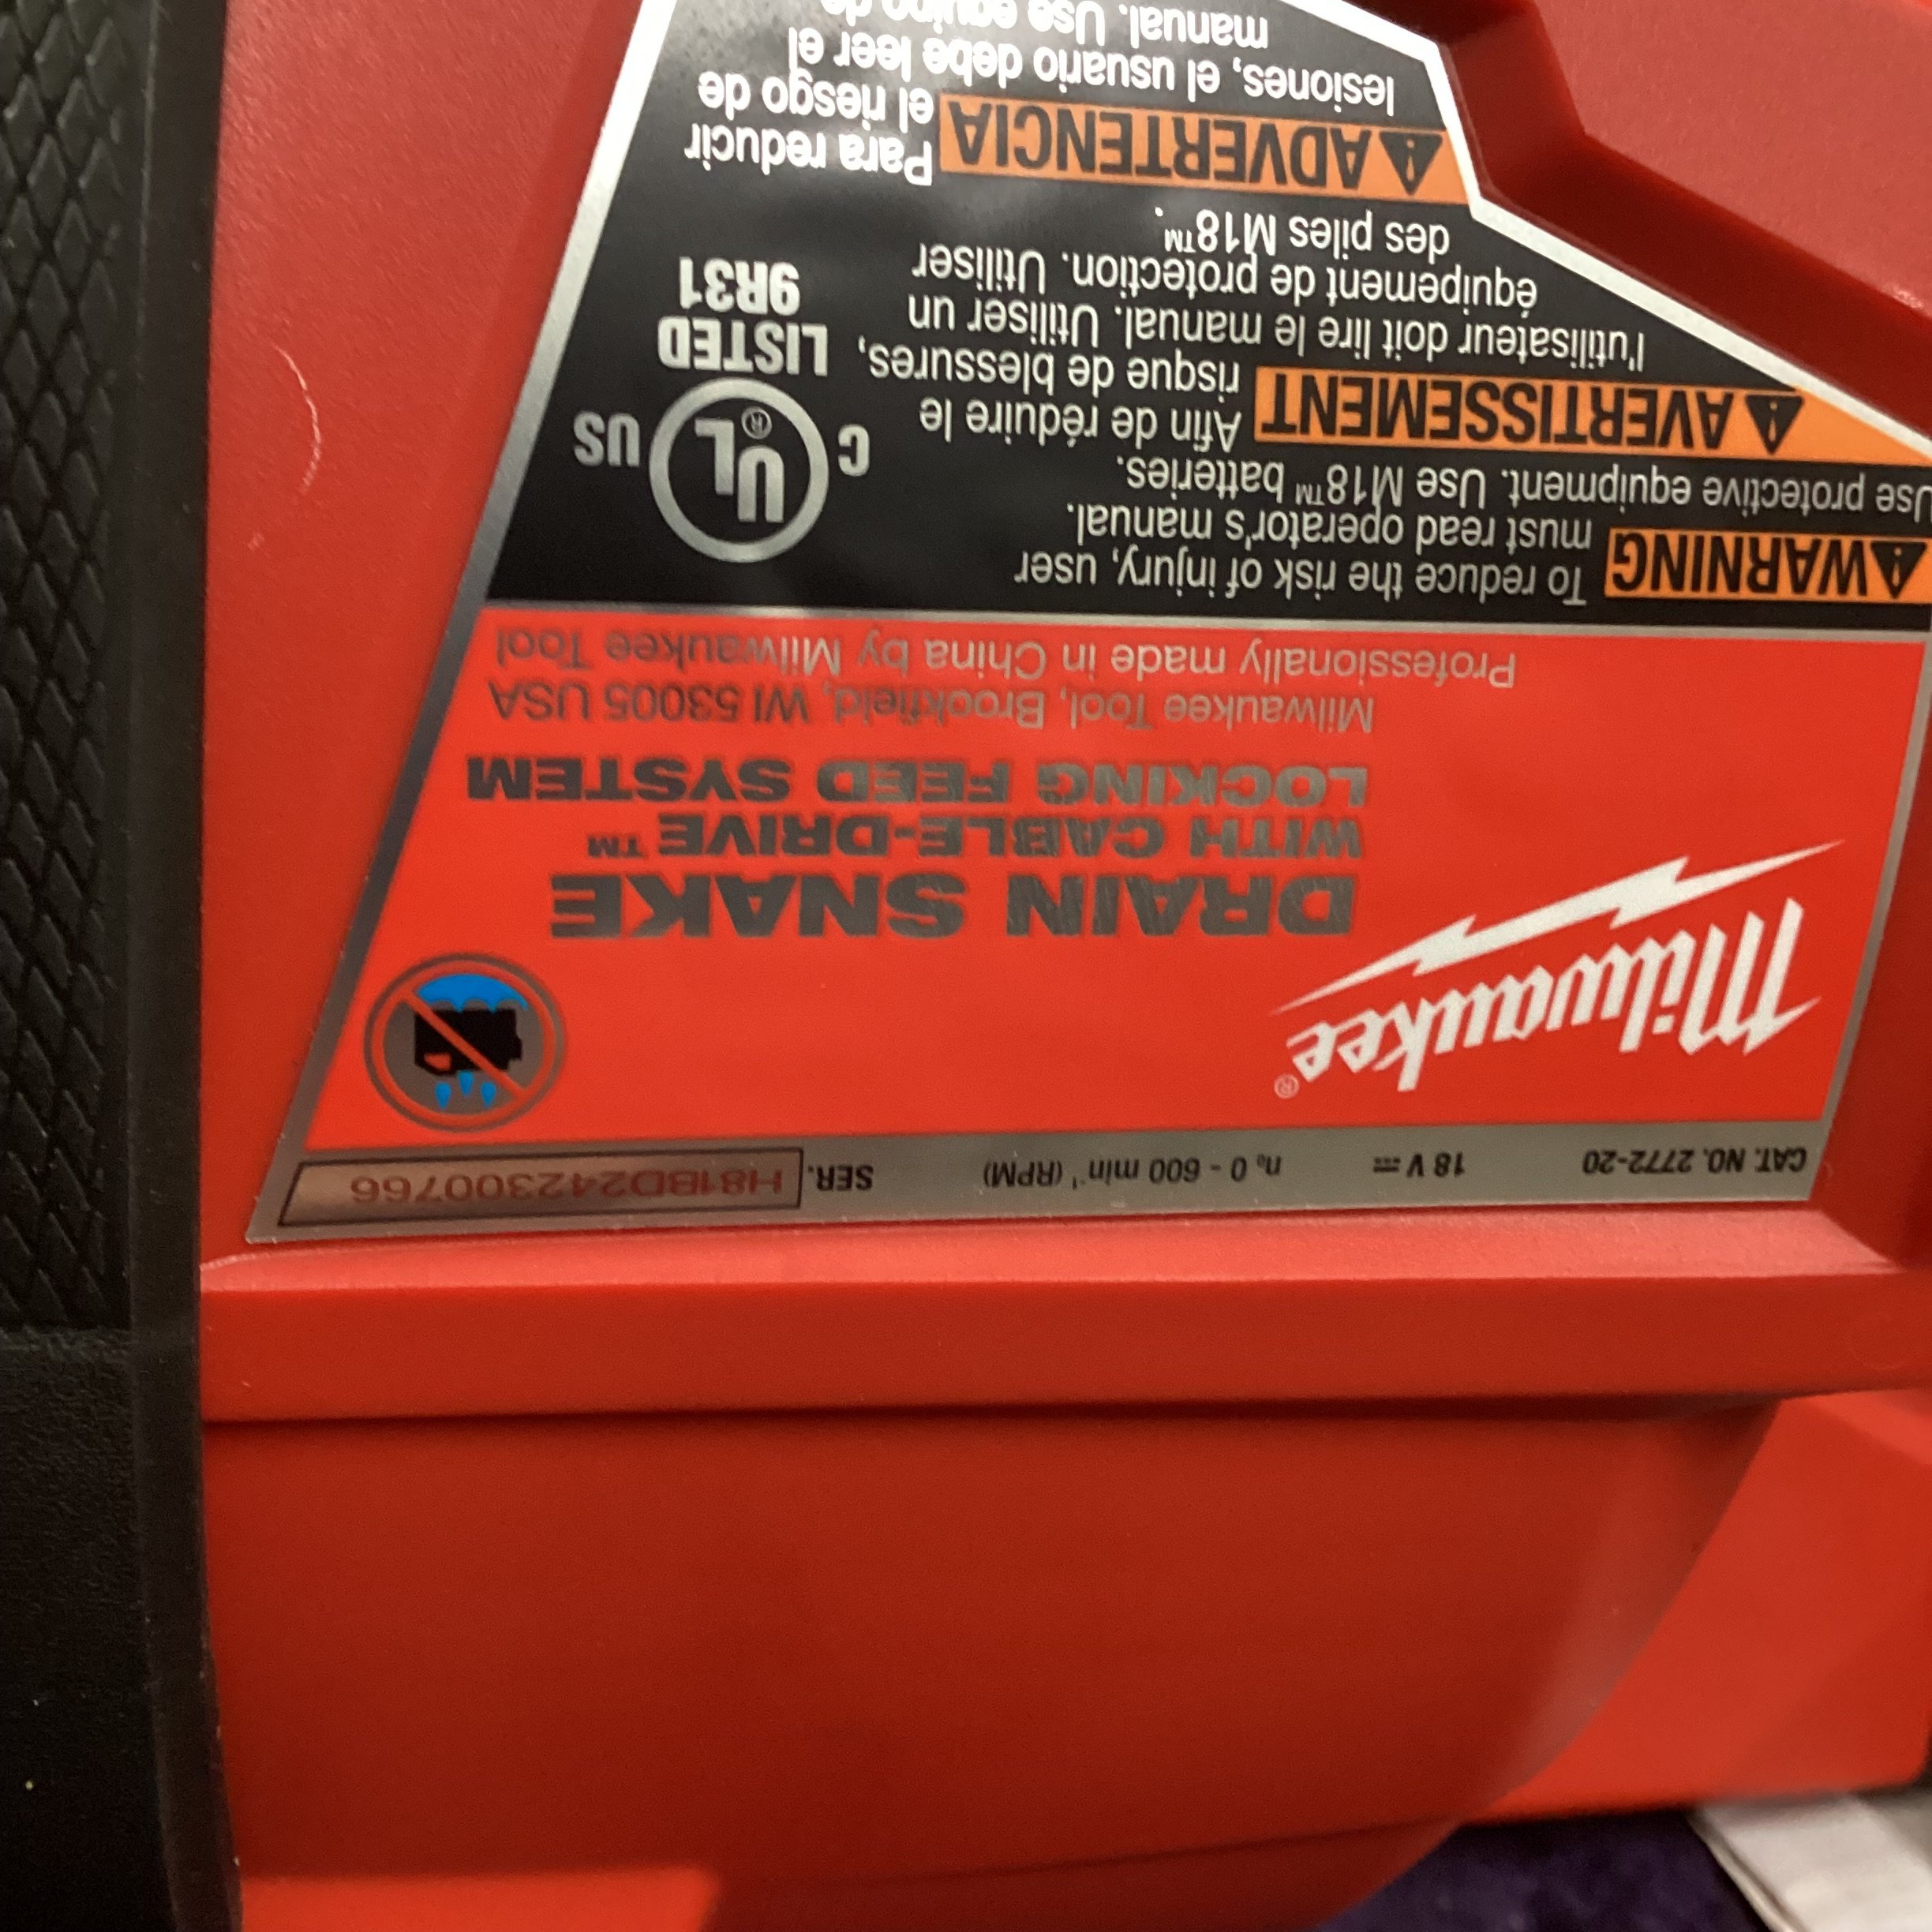 CAT. NO. 2772-20 18 V n₀ 0 - 600 min⁻¹ (RPM) SER. H81BD242300766
Milwaukee®
DRAIN SNAKE
WITH CABLE-DRIVE™
LOCKING FEED SYSTEM
Milwaukee Tool, Brookfield, WI 53005 USA
Professionally made in China by Milwaukee Tool
WARNING To reduce the risk of injury, user
must read operator's manual.
Use protective equipment. Use M18™ batteries.
AVERTISSEMENT Afin de réduire le
risque de blessures,
l'utilisateur doit lire le manual. Utiliser un
équipement de protection. Utiliser
des piles M18™.
C UL® US
LISTED
9R31
ADVERTENCIA Para reducir
el riesgo de
lesiones, el usuario debe leer el
manual. Use equipo de